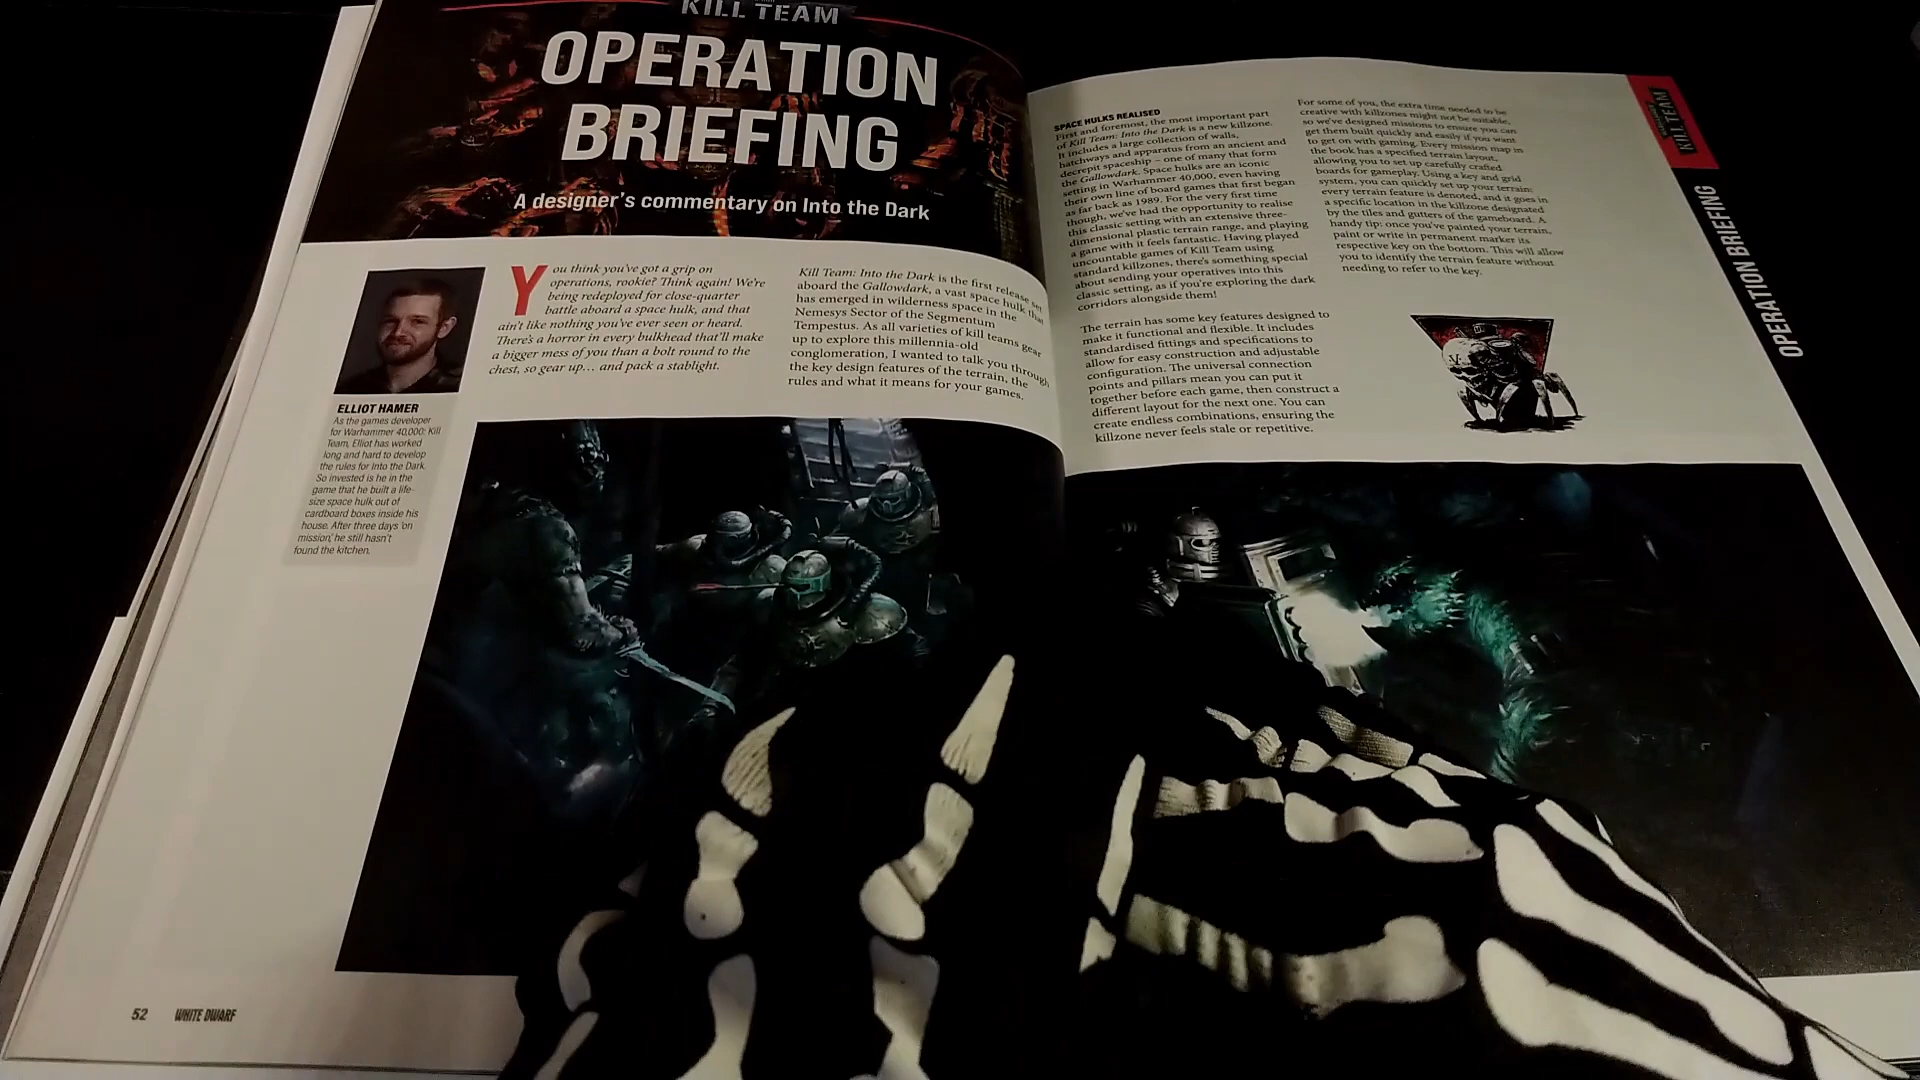 KILL TEAM
OPERATION
BRIEFING
A designer's commentary on Into the Dark
ELLIOT HAMER
As the games developer
for Warhammer 40,000: Kill
Team, Elliot has worked
long and hard to develop
the rules for Into the Dark.
So invested is he in the
game that he built a life-
size space hulk out of
cardboard boxes inside his
house. After three days 'on
mission', he still hasn't
found the kitchen.
You think you've got a grip on
operations, rookie? Think again! We're
being redeployed for close-quarter
battle aboard a space hulk, and that
ain't like nothing you've ever seen or heard.
There's a horror in every bulkhead that'll make
a bigger mess of you than a bolt round to the
chest, so gear up... and pack a stablight.
Kill Team: Into the Dark is the first release set
aboard the Gallowdark, a vast space hulk that
has emerged in wilderness space in the
Nemesys Sector of the Segmentum
Tempestus. As all varieties of kill teams gear
up to explore this millennia-old
conglomeration, I wanted to talk you through
the key design features of the terrain, the
rules and what it means for your games.
52 WHITE DWARF
SPACE HULKS REALISED
First and foremost, the most important part
of Kill Team: Into the Dark is a new killzone.
It includes a large collection of walls,
hatchways and apparatus from an ancient and
decrepit spaceship – one of many that form
the Gallowdark. Space hulks are an iconic
setting in Warhammer 40,000, even having
their own line of board games that first began
as far back as 1989. For the very first time
though, we've had the opportunity to realise
this classic setting with an extensive three-
dimensional plastic terrain range, and playing
a game with it feels fantastic. Having played
uncountable games of Kill Team using
standard killzones, there's something special
about sending your operatives into this
classic setting, as if you're exploring the dark
corridors alongside them!
The terrain has some key features designed to
make it functional and flexible. It includes
standardised fittings and specifications to
allow for easy construction and adjustable
configuration. The universal connection
points and pillars mean you can put it
together before each game, then construct a
different layout for the next one. You can
create endless combinations, ensuring the
killzone never feels stale or repetitive.
For some of you, the extra time needed to be
creative with killzones might not be suitable,
so we've designed missions to ensure you can
get them built quickly and easily if you want
to get on with gaming. Every mission map in
the book has a specified terrain layout,
allowing you to set up carefully crafted
boards for gameplay. Using a key and grid
system, you can quickly set up your terrain:
every terrain feature is denoted, and it goes in
a specific location in the killzone designated
by the tiles and gutters of the gameboard. A
handy tip: once you've painted your terrain,
paint or write in permanent marker its
respective key on the bottom. This will allow
you to identify the terrain feature without
needing to refer to the key.
KILL TEAM
OPERATION BRIEFING